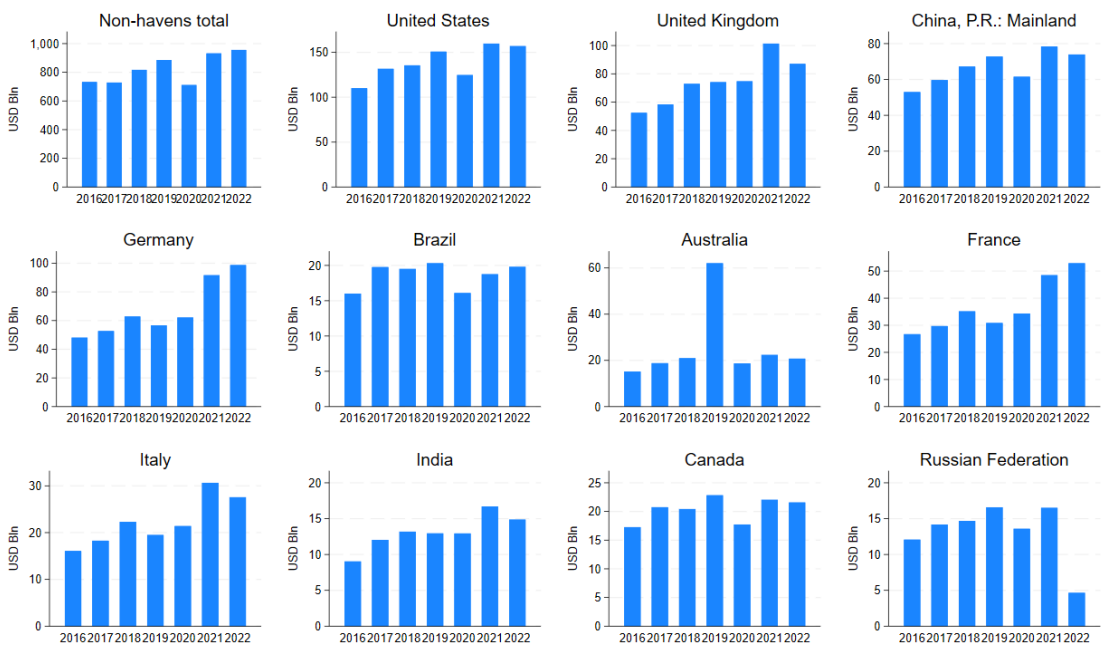 Non-havens total
United States
United Kingdom
China, P.R.: Mainland
USD Bln
1,000
800
600
400
200
0
2016 2017 2018 2019 2020 2021 2022
USD Bln
150
100
50
0
2016 2017 2018 2019 2020 2021 2022
USD Bln
100
80
60
40
20
0
2016 2017 2018 2019 2020 2021 2022
USD Bln
80
60
40
20
0
2016 2017 2018 2019 2020 2021 2022
Germany
Brazil
Australia
France
USD Bln
100
80
60
40
20
0
2016 2017 2018 2019 2020 2021 2022
USD Bln
20
15
10
5
0
2016 2017 2018 2019 2020 2021 2022
USD Bln
60
40
20
0
2016 2017 2018 2019 2020 2021 2022
USD Bln
50
40
30
20
10
0
2016 2017 2018 2019 2020 2021 2022
Italy
India
Canada
Russian Federation
USD Bln
30
20
10
0
2016 2017 2018 2019 2020 2021 2022
USD Bln
20
15
10
5
0
2016 2017 2018 2019 2020 2021 2022
USD Bln
25
20
15
10
5
0
2016 2017 2018 2019 2020 2021 2022
USD Bln
20
15
10
5
0
2016 2017 2018 2019 2020 2021 2022